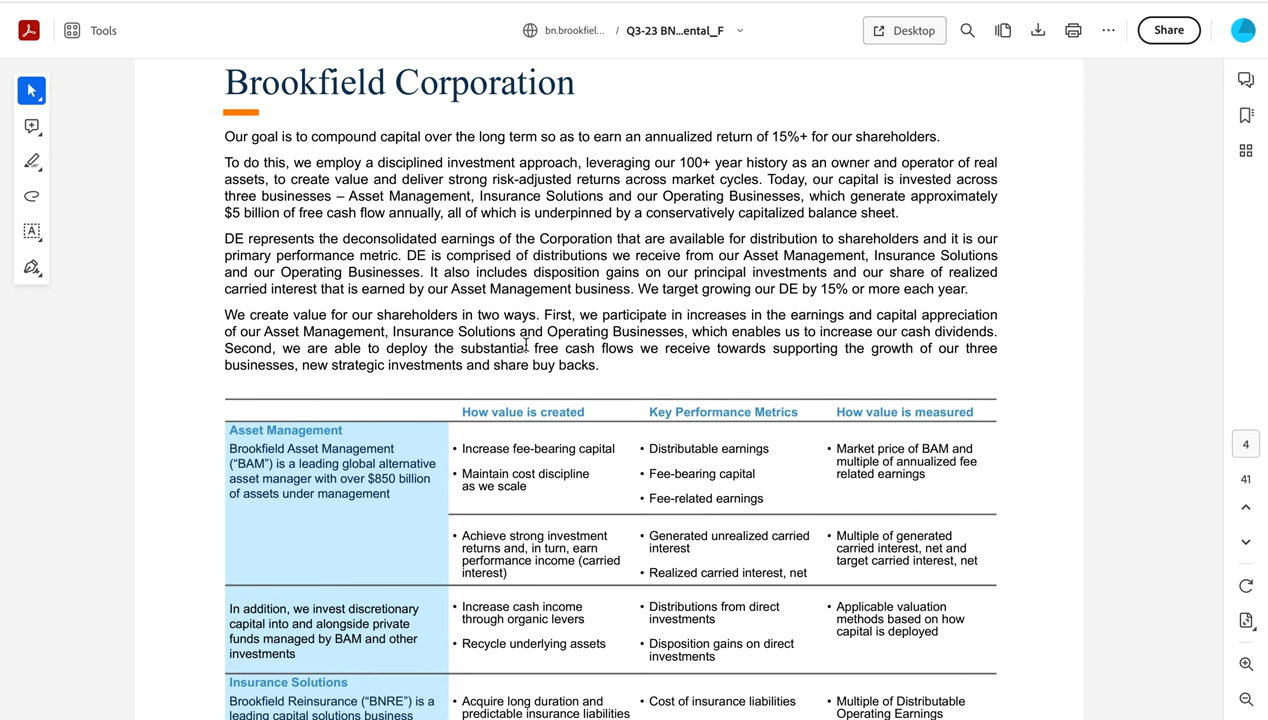 Tools
bn.brookfiel... / Q3-23 BN...ental_F
Desktop
Share
Brookfield Corporation
Our goal is to compound capital over the long term so as to earn an annualized return of 15%+ for our shareholders.
To do this, we employ a disciplined investment approach, leveraging our 100+ year history as an owner and operator of real
assets, to create value and deliver strong risk-adjusted returns across market cycles. Today, our capital is invested across
three businesses – Asset Management, Insurance Solutions and our Operating Businesses, which generate approximately
$5 billion of free cash flow annually, all of which is underpinned by a conservatively capitalized balance sheet.
DE represents the deconsolidated earnings of the Corporation that are available for distribution to shareholders and it is our
primary performance metric. DE is comprised of distributions we receive from our Asset Management, Insurance Solutions
and our Operating Businesses. It also includes disposition gains on our principal investments and our share of realized
carried interest that is earned by our Asset Management business. We target growing our DE by 15% or more each year.
We create value for our shareholders in two ways. First, we participate in increases in the earnings and capital appreciation
of our Asset Management, Insurance Solutions and Operating Businesses, which enables us to increase our cash dividends.
Second, we are able to deploy the substantial free cash flows we receive towards supporting the growth of our three
businesses, new strategic investments and share buy backs.
How value is created
Key Performance Metrics
How value is measured
Asset Management
Brookfield Asset Management
("BAM") is a leading global alternative
asset manager with over $850 billion
of assets under management
• Increase fee-bearing capital
• Maintain cost discipline
as we scale
• Distributable earnings
• Fee-bearing capital
• Fee-related earnings
• Market price of BAM and
multiple of annualized fee
related earnings
• Achieve strong investment
returns and, in turn, earn
performance income (carried
interest)
• Generated unrealized carried
interest
• Realized carried interest, net
• Multiple of generated
carried interest, net and
target carried interest, net
In addition, we invest discretionary
capital into and alongside private
funds managed by BAM and other
investments
• Increase cash income
through organic levers
• Recycle underlying assets
• Distributions from direct
investments
• Disposition gains on direct
investments
• Applicable valuation
methods based on how
capital is deployed
Insurance Solutions
Brookfield Reinsurance ("BNRE") is a
leading capital solutions business
• Acquire long duration and
predictable insurance liabilities
• Cost of insurance liabilities
• Multiple of Distributable
Operating Earnings
4
41